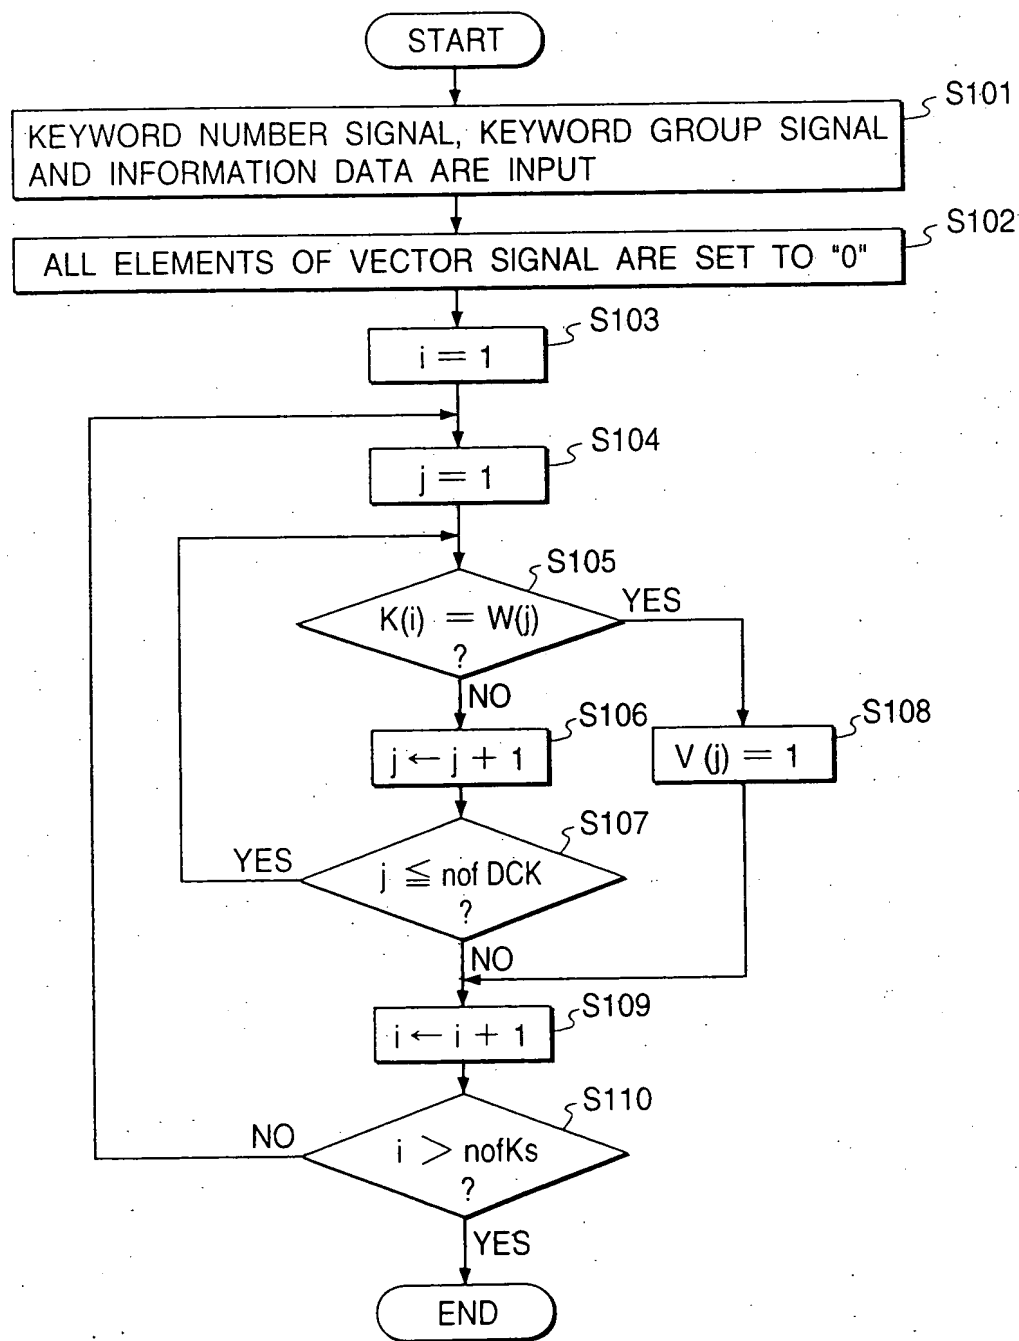 START
S101
KEYWORD NUMBER SIGNAL, KEYWORD GROUP SIGNAL
AND INFORMATION DATA ARE INPUT
S102
ALL ELEMENTS OF VECTOR SIGNAL ARE SET TO "0"
S103
i = 1
S104
j = 1
S105
K(i) = W(j)
?
YES
NO
S106
j ← j + 1
S108
V (j) = 1
S107
j ≦ nof DCK
?
YES
NO
S109
i ← i + 1
S110
i > nofKs
?
NO
YES
END